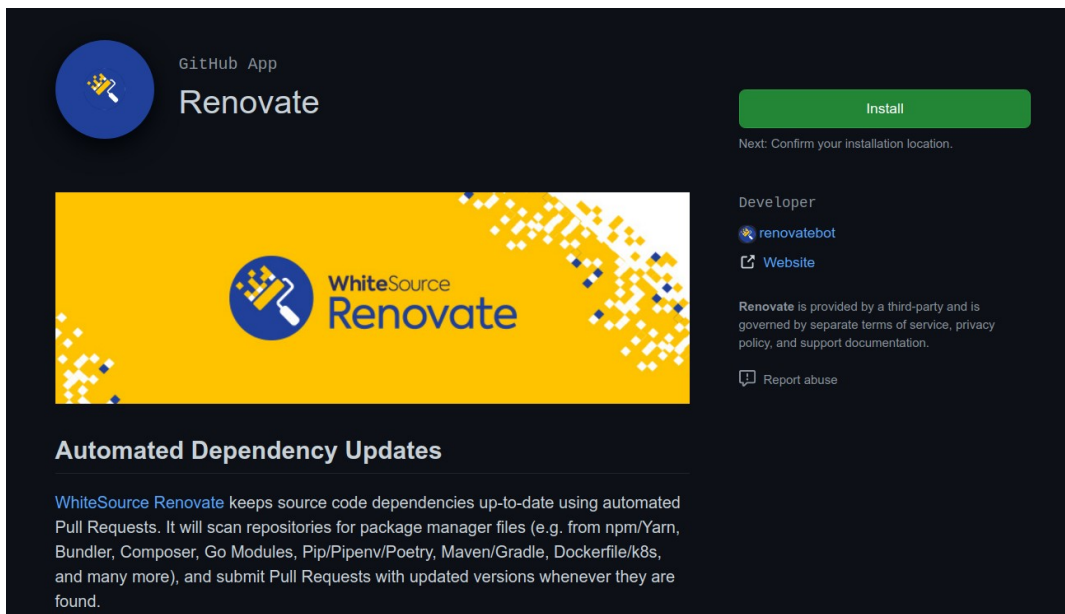 GitHub App
Renovate
Install
Next: Confirm your installation location.
WhiteSource
Renovate
Developer
renovatebot
Website
Renovate is provided by a third-party and is
governed by separate terms of service, privacy
policy, and support documentation.
Report abuse
Automated Dependency Updates
WhiteSource Renovate keeps source code dependencies up-to-date using automated
Pull Requests. It will scan repositories for package manager files (e.g. from npm/Yarn,
Bundler, Composer, Go Modules, Pip/Pipenv/Poetry, Maven/Gradle, Dockerfile/k8s,
and many more), and submit Pull Requests with updated versions whenever they are
found.